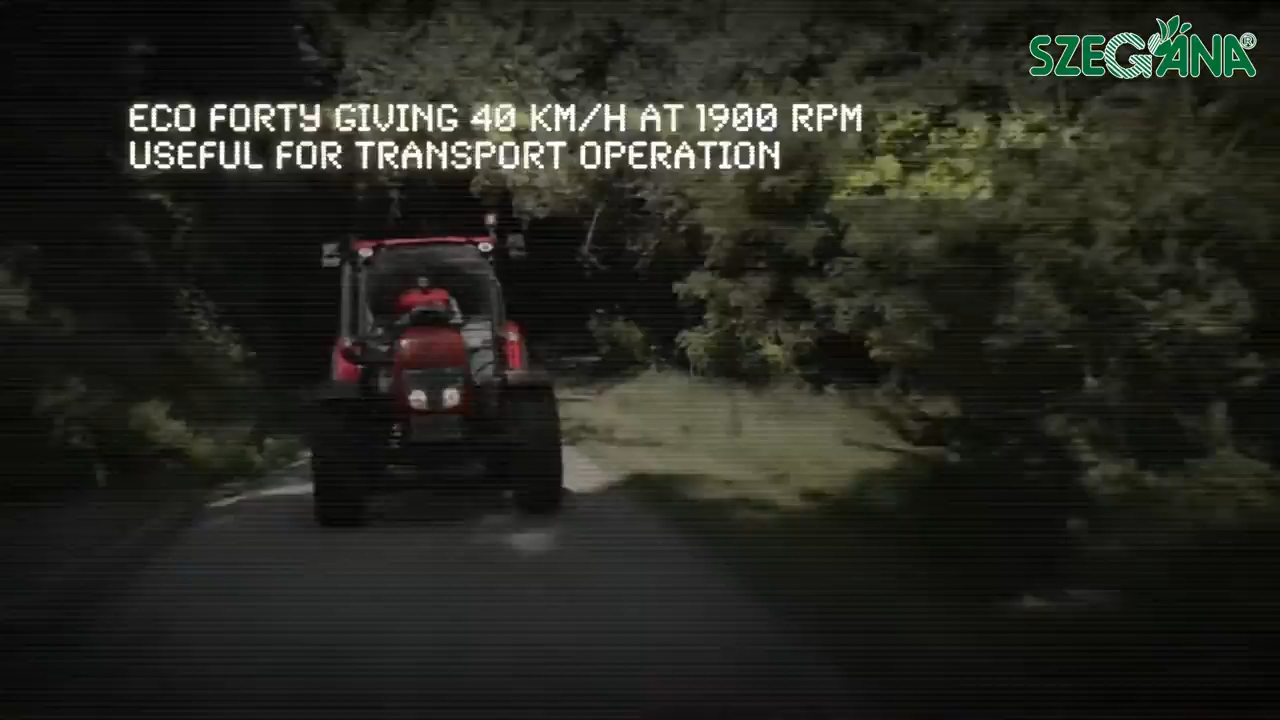 SZEGÁNA®
ECO FORTY GIVING 40 KM/H AT 1900 RPM
USEFUL FOR TRANSPORT OPERATION